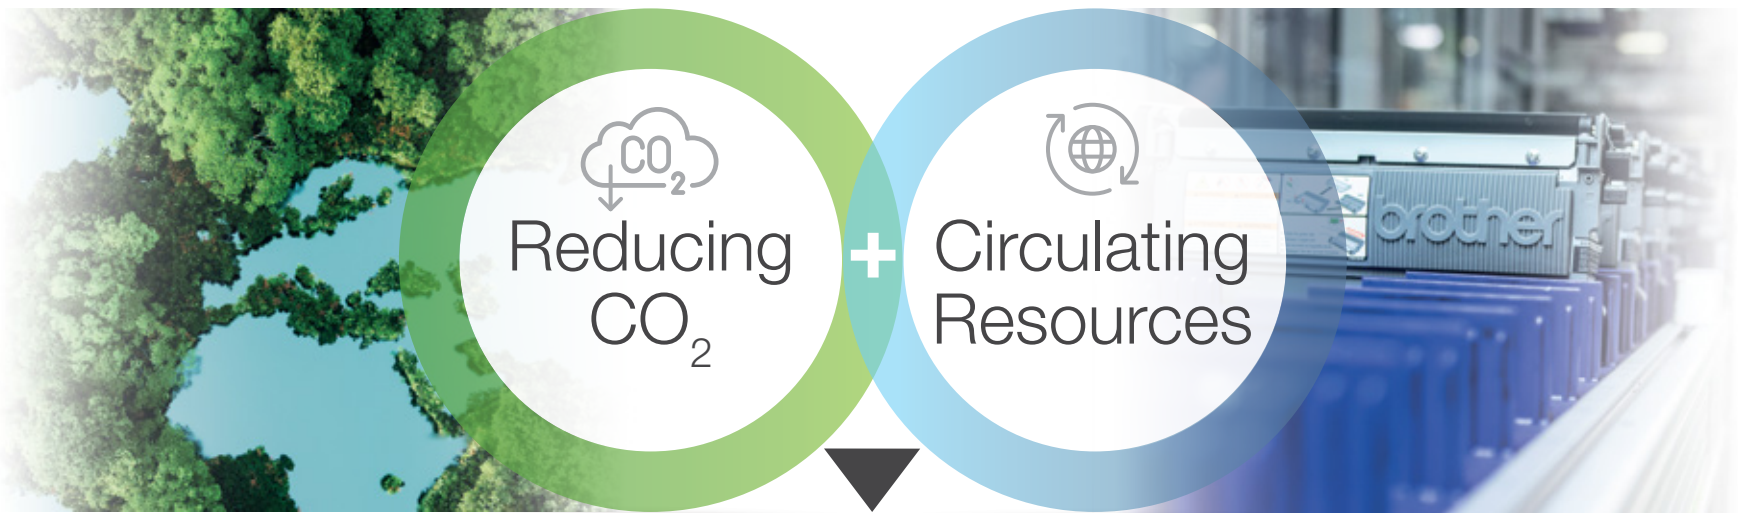 CO₂
Reducing
CO₂
+
Circulating
Resources
brother